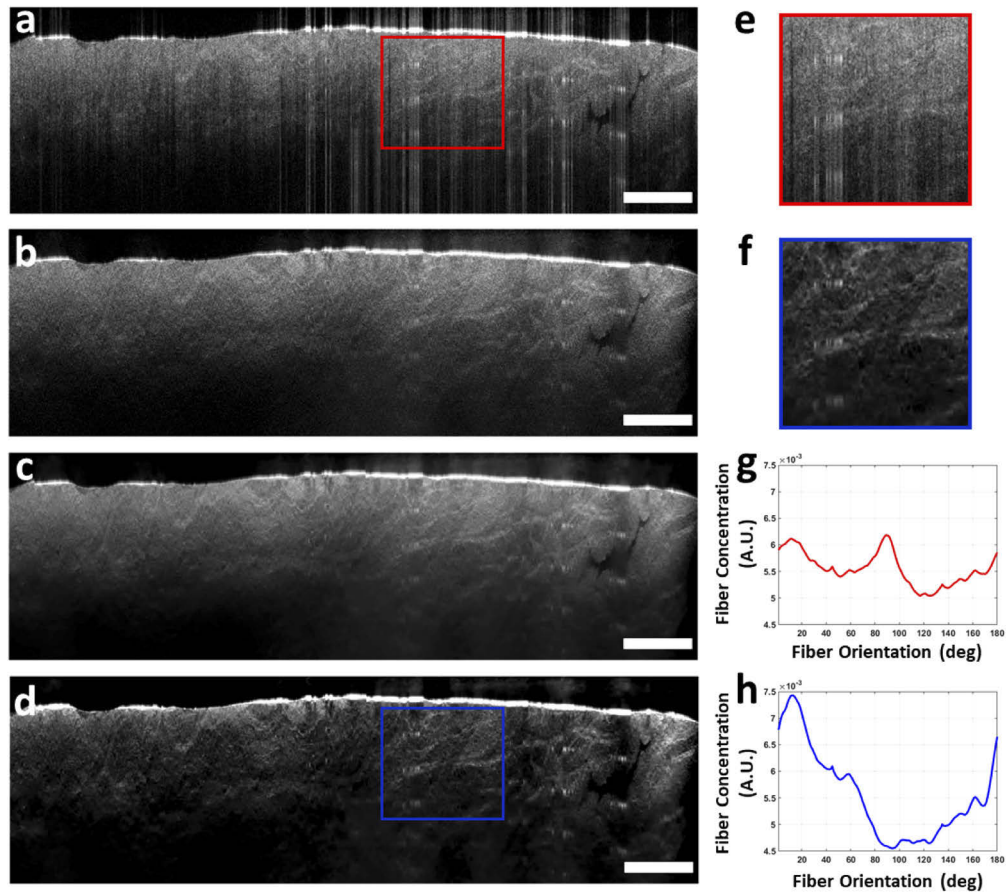 a
e
b
f
c
g
×10⁻³
7.5
7
6.5
6
5.5
5
4.5
Fiber Concentration
(A.U.)
20 40 60 80 100 120 140 160 180
Fiber Orientation (deg)
d
h
×10⁻³
7.5
7
6.5
6
5.5
5
4.5
Fiber Concentration
(A.U.)
20 40 60 80 100 120 140 160 180
Fiber Orientation (deg)